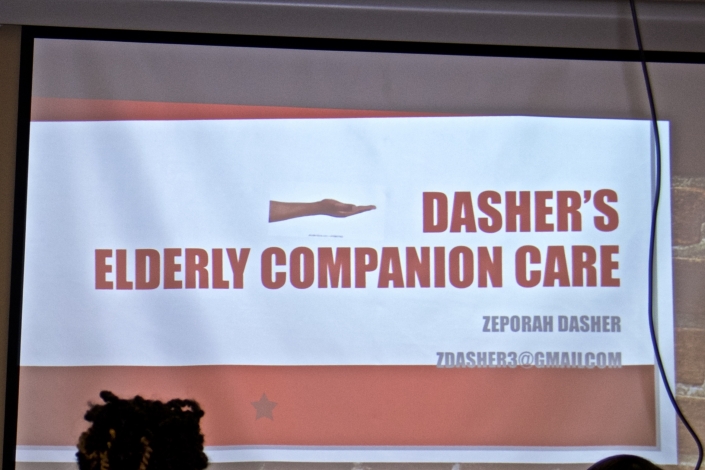 DASHER'S
ELDERLY COMPANION CARE
ZEPORAH DASHER
ZDASHER3@GMAIL.COM